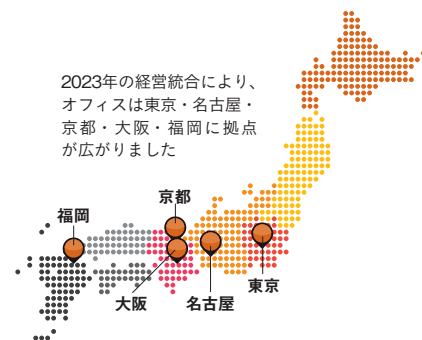 2023年の経営統合により、
オフィスは東京・名古屋・
京都・大阪・福岡に拠点
が広がりました
京都
福岡
大阪
名古屋
東京